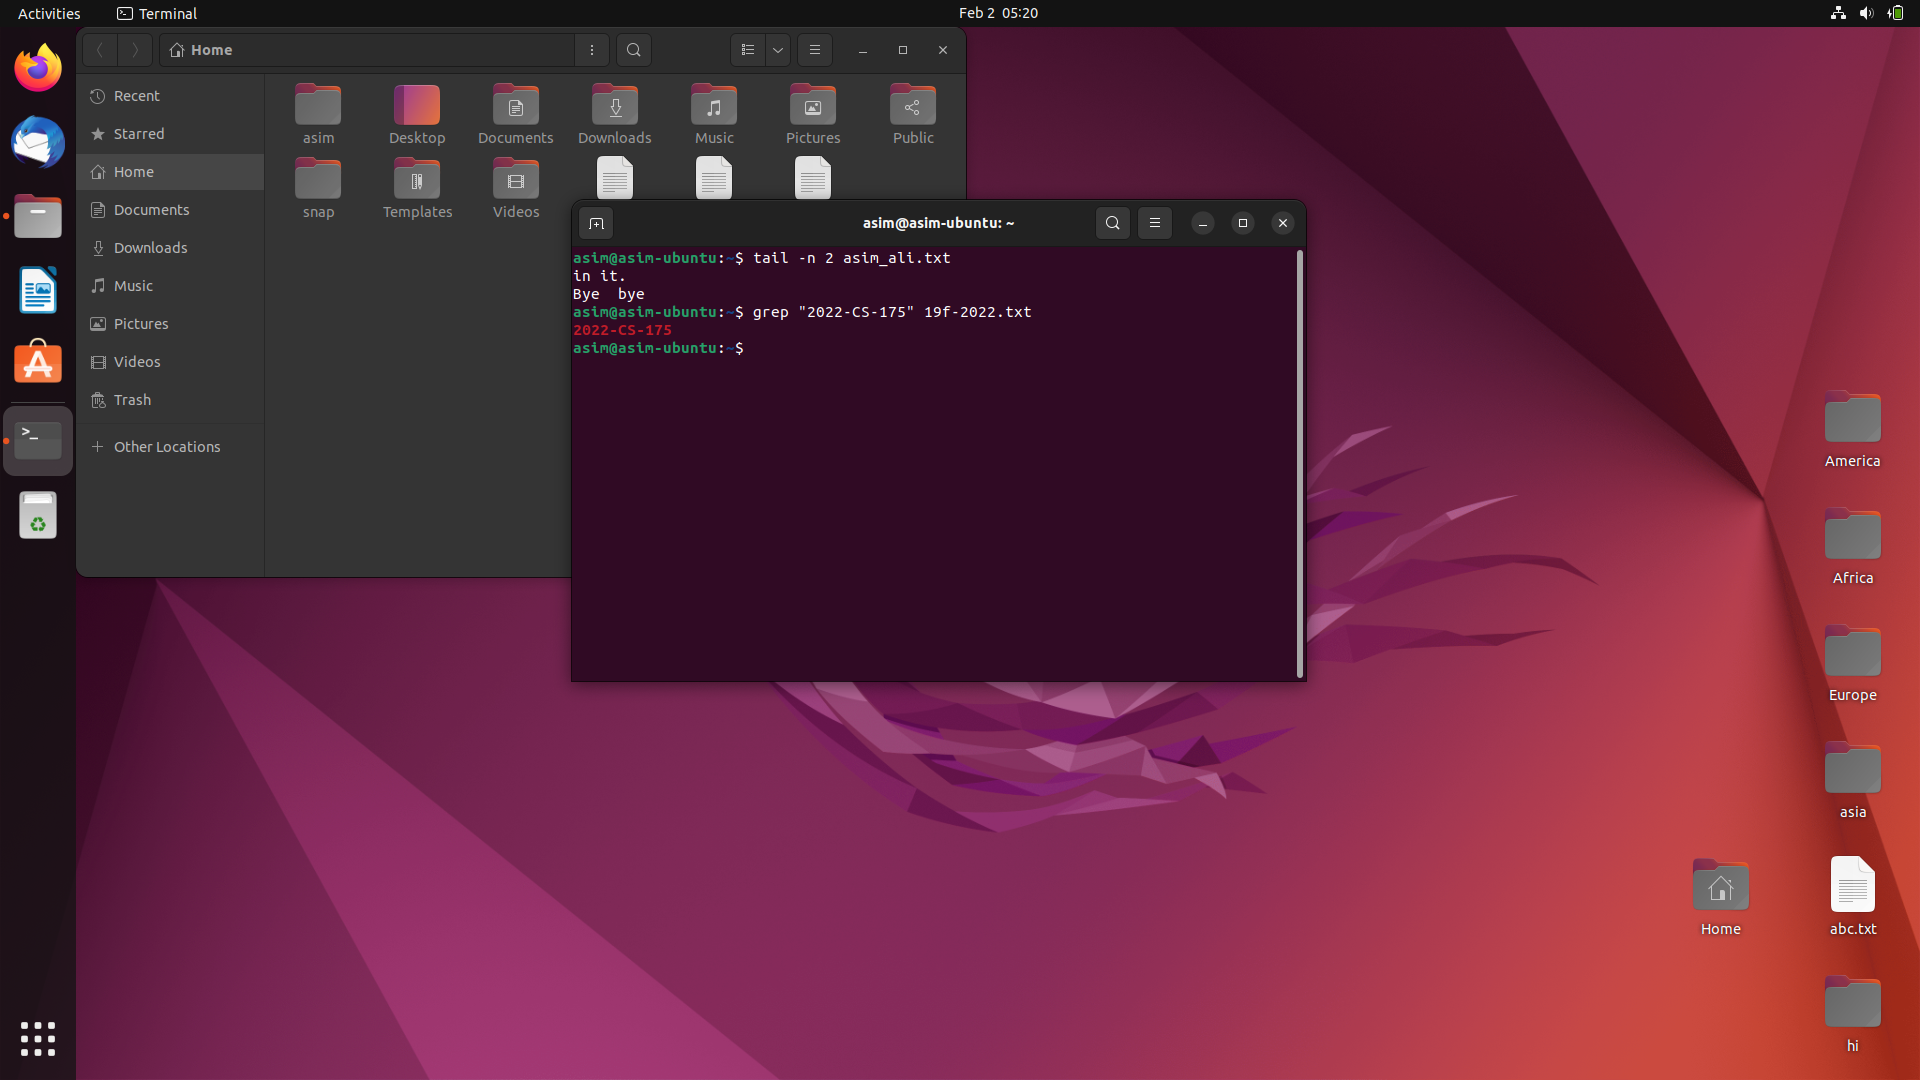 Activities
Terminal
Feb 2 05:20
Home
Recent
Starred
Home
Documents
Downloads
Music
Pictures
Videos
Trash
Other Locations
asim
Desktop
Documents
Downloads
Music
Pictures
Public
snap
Templates
Videos
asim@asim-ubuntu: ~
asim@asim-ubuntu:~$ tail -n 2 asim_ali.txt
in it.
Bye  bye
asim@asim-ubuntu:~$ grep "2022-CS-175" 19f-2022.txt
2022-CS-175
asim@asim-ubuntu:~$
America
Africa
Europe
asia
Home
abc.txt
hi